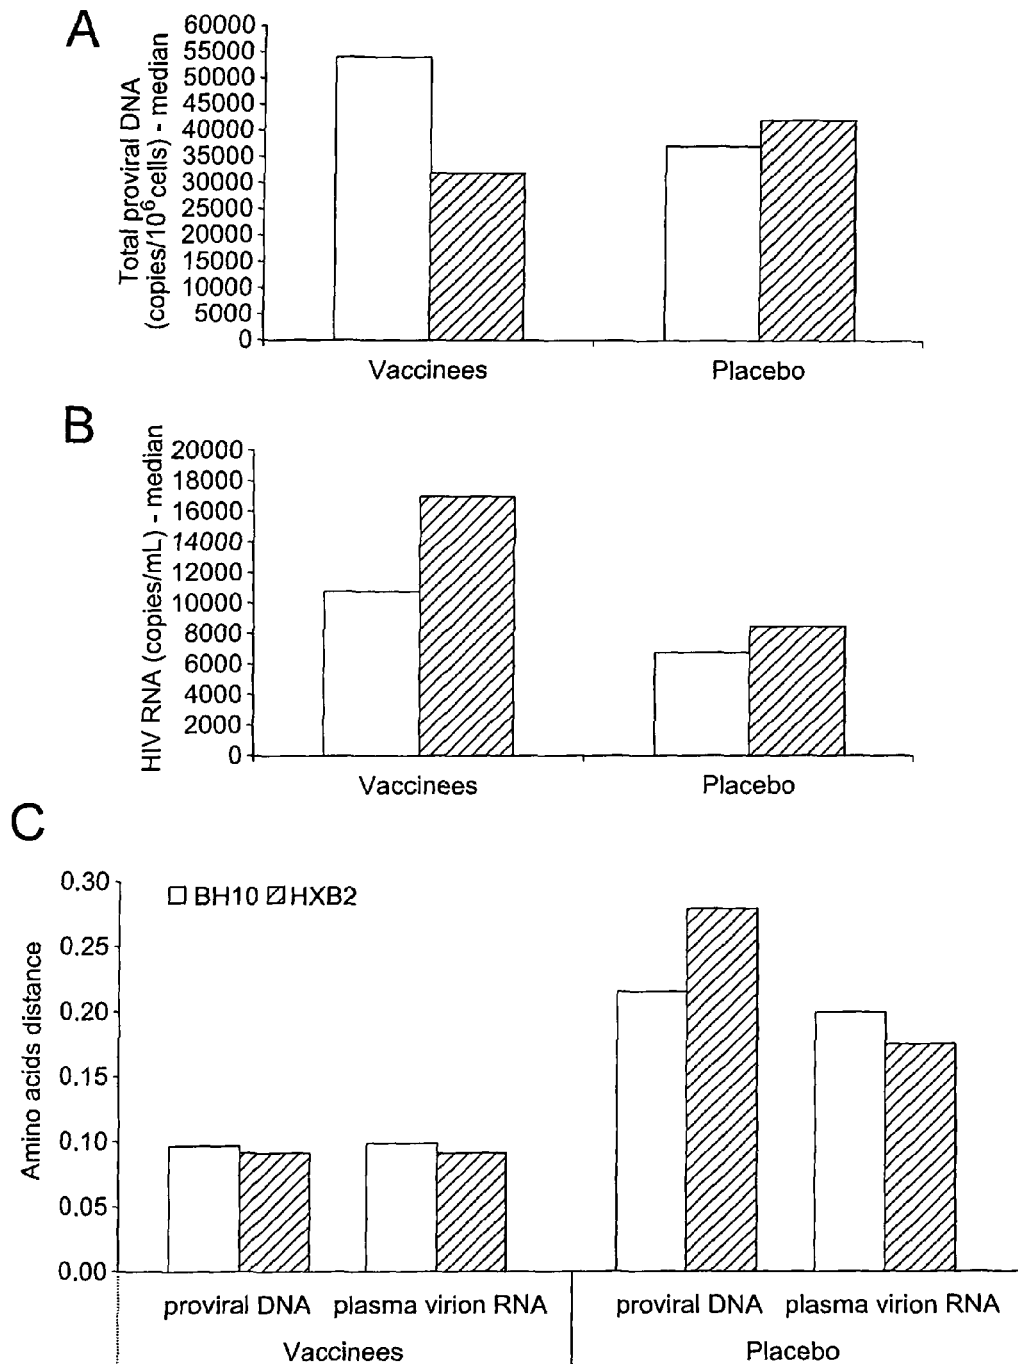 A
Total proviral DNA
(copies/10⁶cells) - median
60000
55000
50000
45000
40000
35000
30000
25000
20000
15000
10000
5000
0
Vaccinees Placebo
B
HIV RNA (copies/mL) - median
20000
18000
16000
14000
12000
10000
8000
6000
4000
2000
0
Vaccinees Placebo
C
Amino acids distance
0.30
0.25
0.20
0.15
0.10
0.05
0.00
BH10 HXB2
proviral DNA plasma virion RNA proviral DNA plasma virion RNA
Vaccinees Placebo